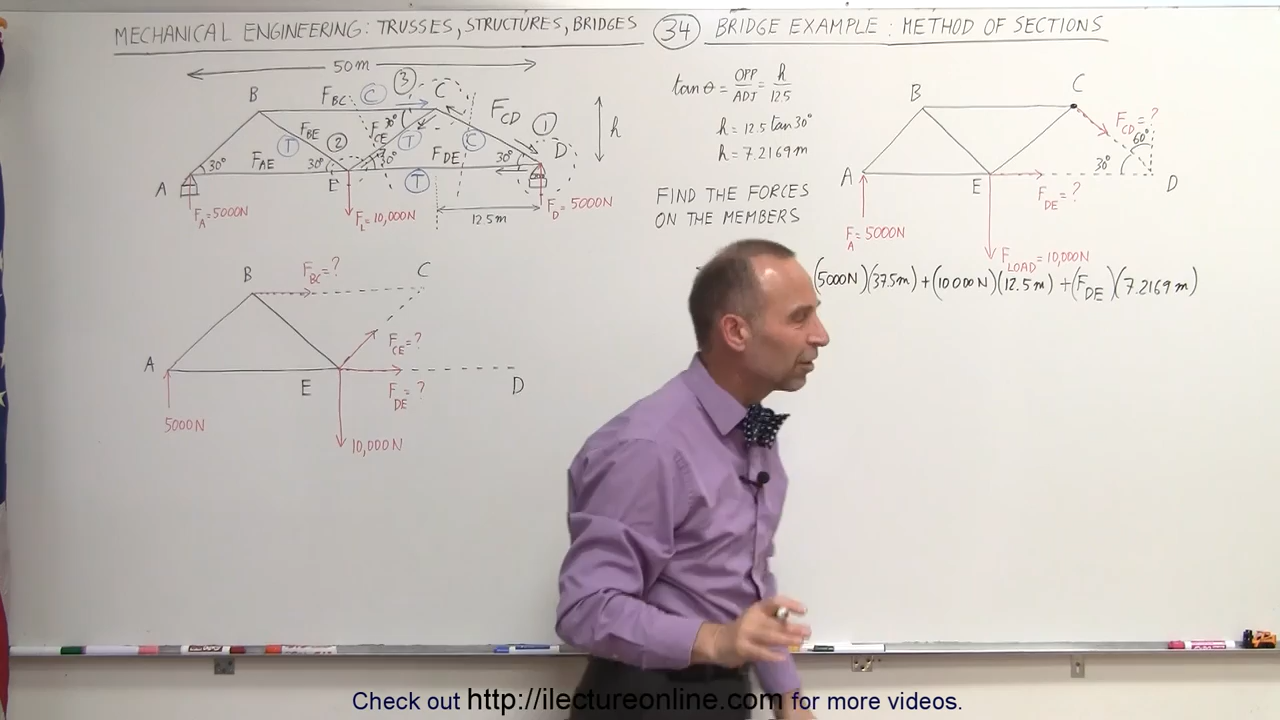 MECHANICAL ENGINEERING: TRUSSES, STRUCTURES, BRIDGES 34 BRIDGE EXAMPLE: METHOD OF SECTIONS
50m
B F_BC C 3 C F_CD
F_BE T 2 F_CE 30° T C 1 h
A 30° F_AE 30° E 30° F_DE 30° D
T
F_A=5000N F_L=10,000N 12.5m F_D=5000N
tanθ = OPP/ADJ = h/12.5
h = 12.5 tan30°
h = 7.2169m
FIND THE FORCES
ON THE MEMBERS
B C
F_CD=?
60°
30°
A E D
F_DE=?
F_A=5000N
F_LOAD=10,000N
(5000N)(37.5m)+(10000N)(12.5m)+(F_DE)(7.2169m)
B F_BC=? C
F_CE=?
A E F_DE=? D
5000N
10,000N
Check out http://ilectureonline.com for more videos.